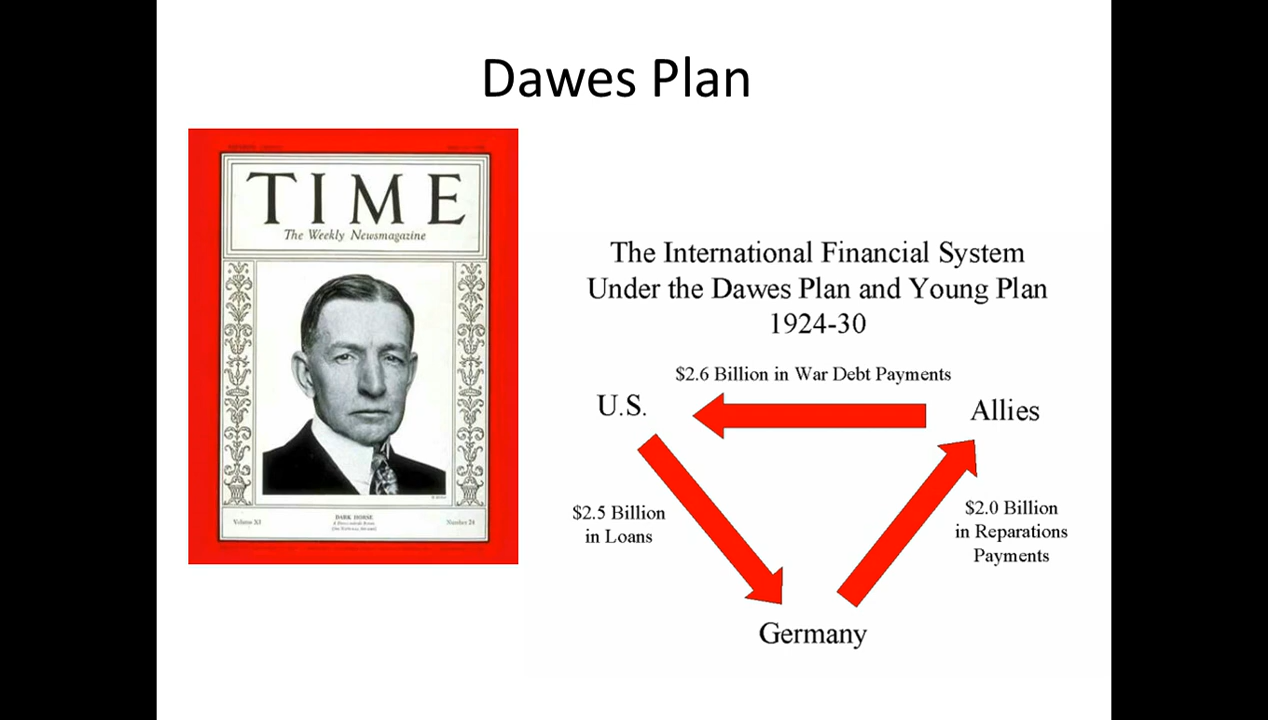 Dawes Plan
TIME
The Weekly Newsmagazine
Volume XI
DARK HORSE
Number 24
The International Financial System
Under the Dawes Plan and Young Plan
1924-30
$2.6 Billion in War Debt Payments
U.S.
Allies
$2.5 Billion
in Loans
$2.0 Billion
in Reparations
Payments
Germany